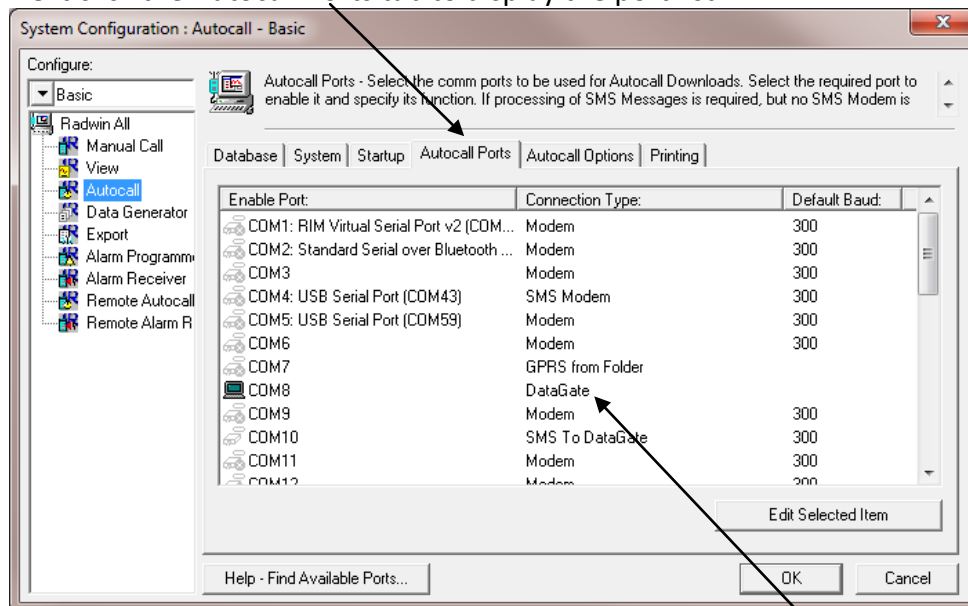 System Configuration : Autocall - Basic
Configure:
Basic
Autocall Ports - Select the comm ports to be used for Autocall Downloads. Select the required port to
enable it and specify its function. If processing of SMS Messages is required, but no SMS Modem is
Radwin All
Manual Call
View
Autocall
Data Generator
Export
Alarm Programm
Alarm Receiver
Remote Autocall
Remote Alarm R
Database System Startup Autocall Ports Autocall Options Printing
Enable Port: Connection Type: Default Baud:
COM1: RIM Virtual Serial Port v2 (COM... Modem 300
COM2: Standard Serial over Bluetooth ... Modem 300
COM3 Modem 300
COM4: USB Serial Port (COM43) SMS Modem 300
COM5: USB Serial Port (COM59) Modem 300
COM6 Modem 300
COM7 GPRS from Folder
COM8 DataGate
COM9 Modem 300
COM10 SMS To DataGate 300
COM11 Modem 300
COM12 Modem 300
Edit Selected Item
Help - Find Available Ports... OK Cancel